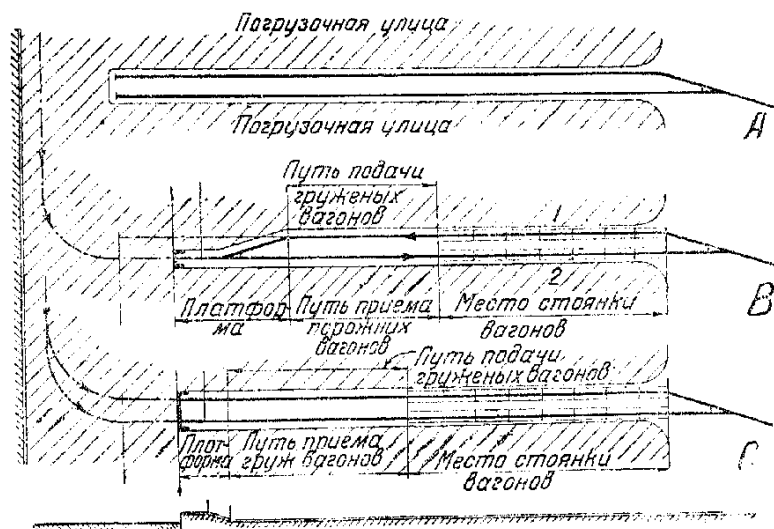 Погрузочная улица
Погрузочная улица
А
Путь подачи
груженых
вагонов
1
2
Платфор-
ма
Путь приема
порожних
вагонов
Место стоянки
вагонов
В
Путь подачи
груженых вагонов
Плат-
форма
Путь приема
груж вагонов
Место стоянки
вагонов
С